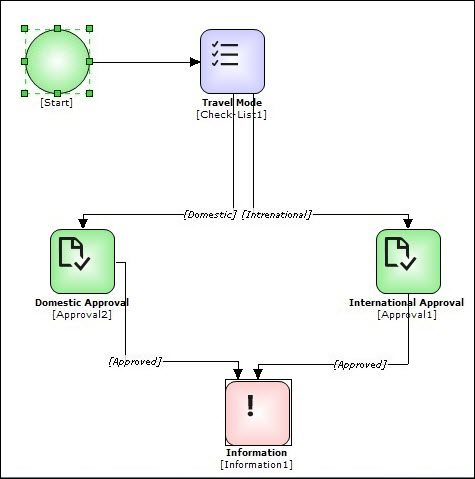 [Start]
Travel Mode
[Check-List1]
[Domestic]
[Intrenational]
Domestic Approval
[Approval2]
International Approval
[Approval1]
[Approved]
[Approved]
!
Information
[Information1]